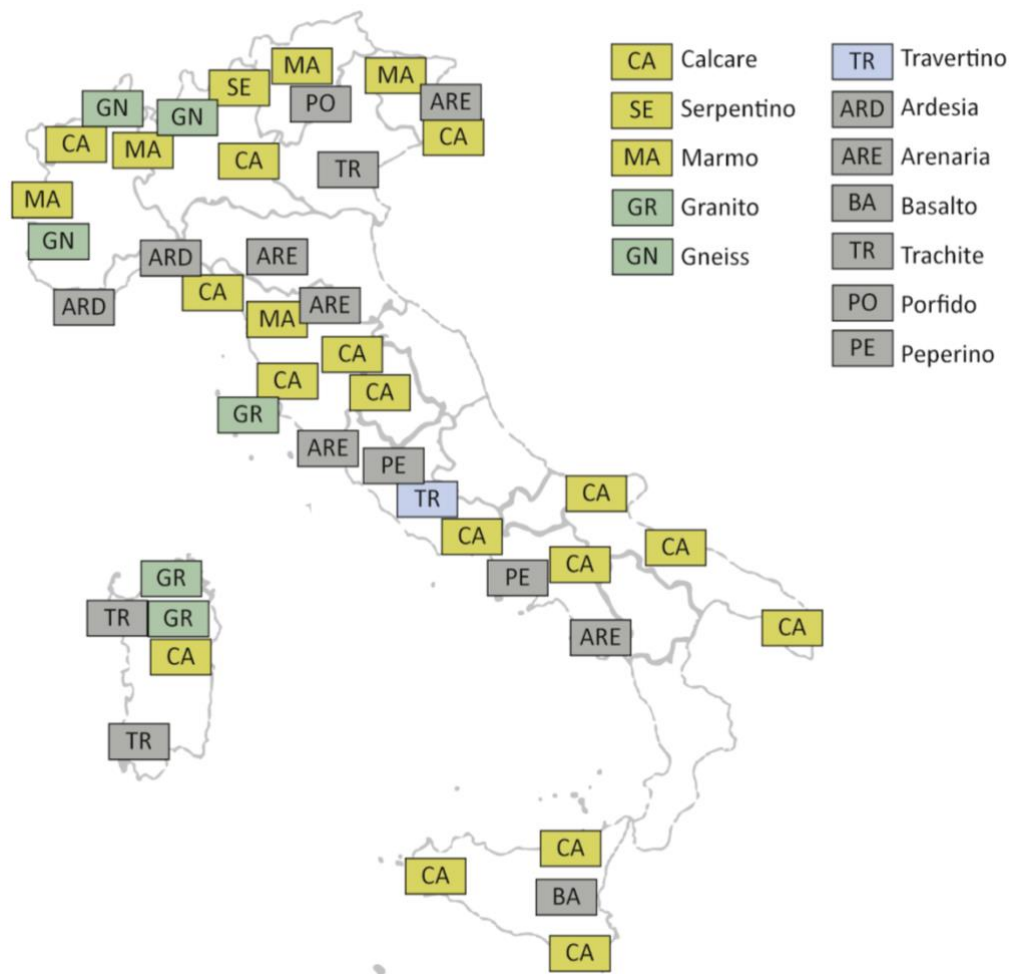 MA
SE
MA
PO
ARE
GN
GN
CA
CA
MA
CA
TR
MA
GN
ARD
ARE
ARD
CA
MA
ARE
CA
CA
CA
GR
ARE
PE
TR
CA
CA
CA
PE
CA
CA
ARE
GR
TR
GR
CA
TR
CA
CA
BA
CA
CA Calcare
SE Serpentino
MA Marmo
GR Granito
GN Gneiss
TR Travertino
ARD Ardesia
ARE Arenaria
BA Basalto
TR Trachite
PO Porfido
PE Peperino